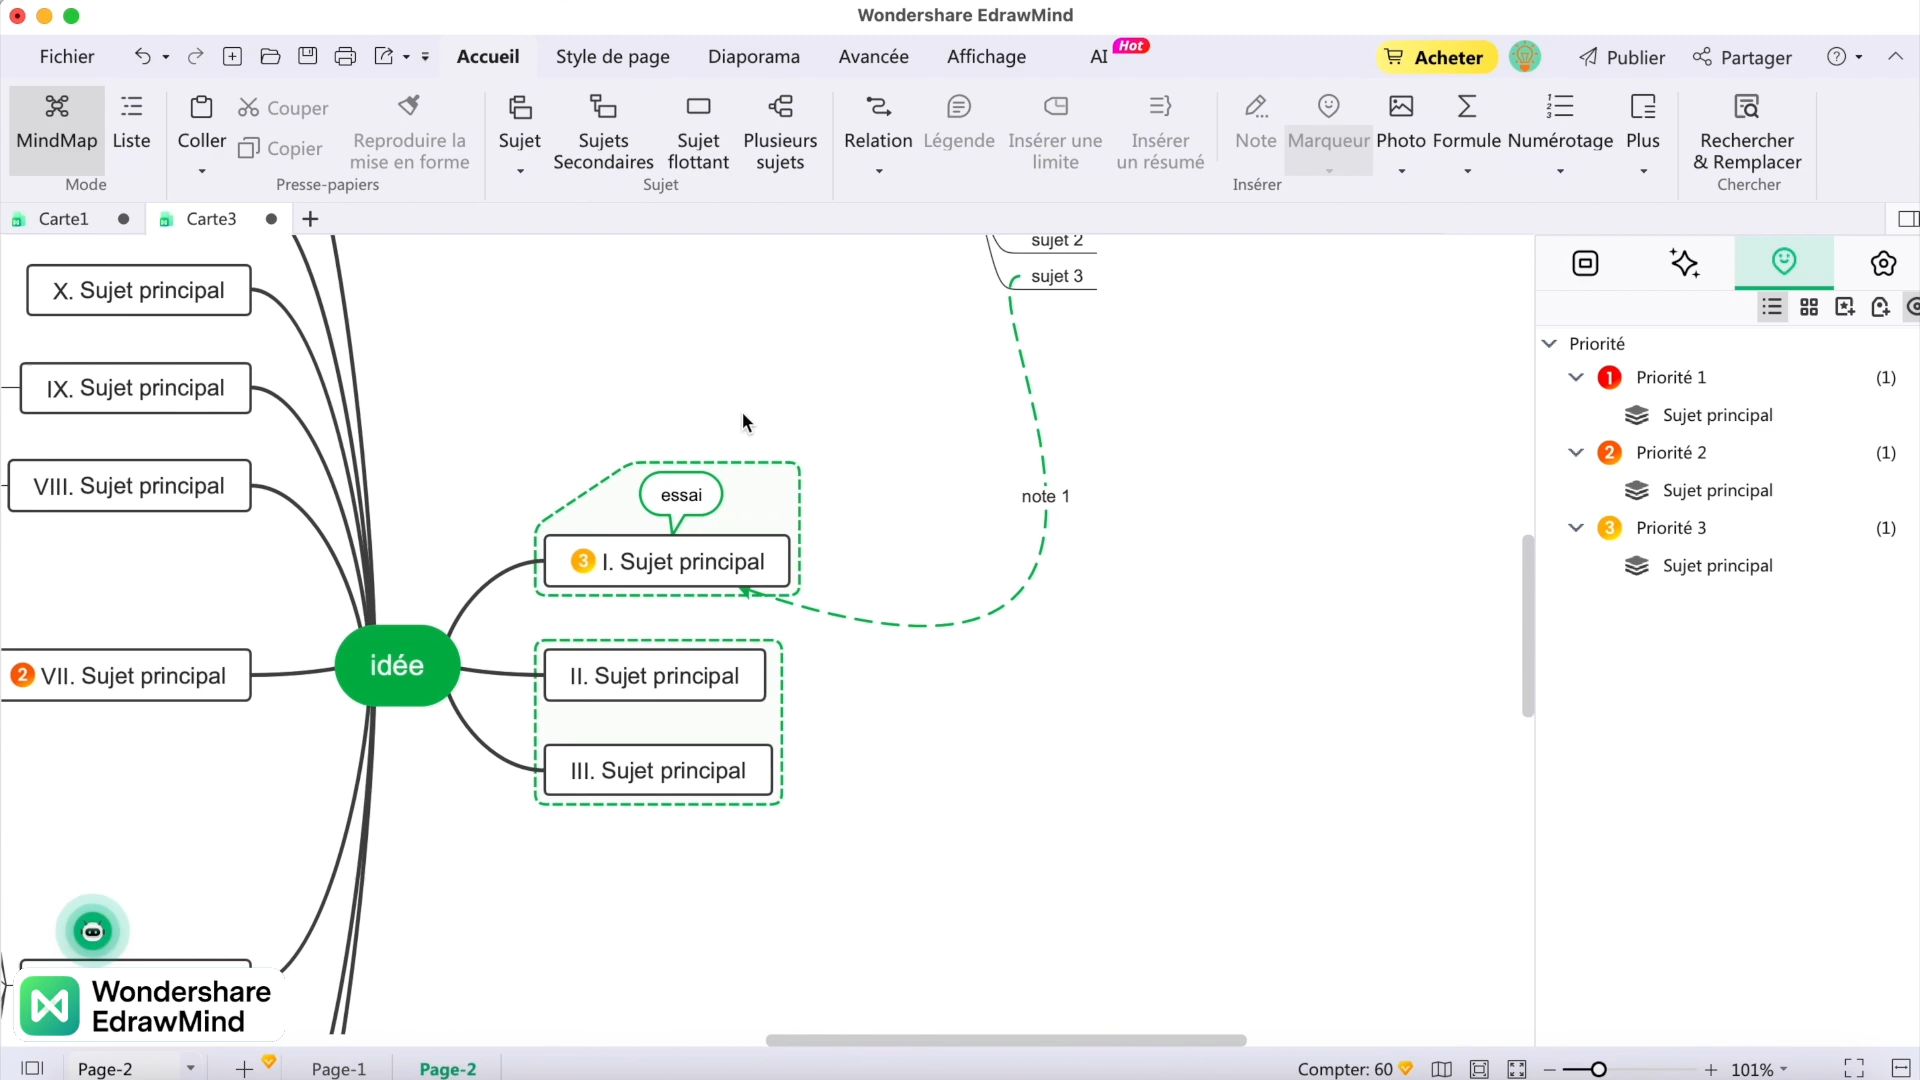 Wondershare EdrawMind
Fichier
Accueil
Style de page
Diaporama
Avancée
Affichage
AI
Hot
Acheter
Publier
Partager
MindMap
Liste
Mode
Coller
Couper
Copier
Reproduire la
mise en forme
Presse-papiers
Sujet
Sujets
Secondaires
Sujet
flottant
Plusieurs
sujets
Sujet
Relation
Légende
Insérer une
limite
Insérer
un résumé
Note
Marqueur
Photo
Formule
Numérotage
Plus
Insérer
Rechercher
& Remplacer
Chercher
Carte1
Carte3
sujet 2
sujet 3
X. Sujet principal
IX. Sujet principal
VIII. Sujet principal
2 VII. Sujet principal
idée
essai
3 I. Sujet principal
II. Sujet principal
III. Sujet principal
note 1
Priorité
1 Priorité 1 (1)
Sujet principal
2 Priorité 2 (1)
Sujet principal
3 Priorité 3 (1)
Sujet principal
Wondershare
EdrawMind
Page-2
Page-1
Page-2
Compter: 60
101%